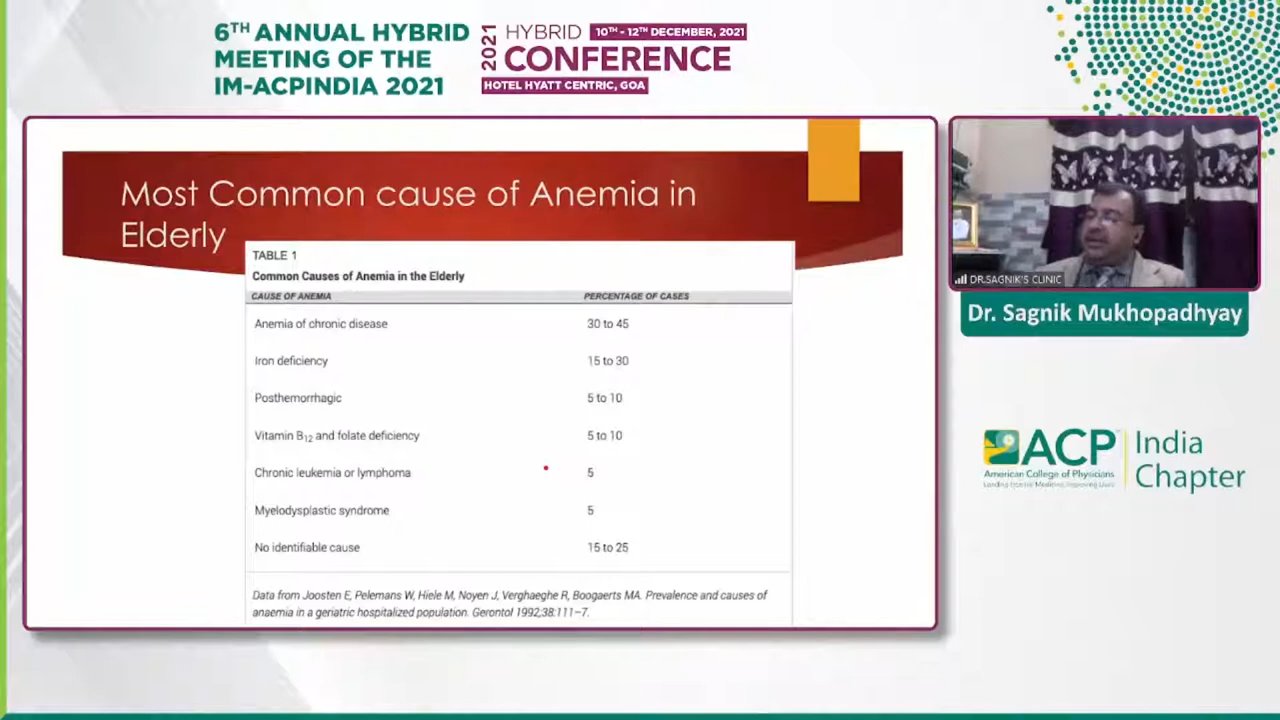 6TH ANNUAL HYBRID
MEETING OF THE
IM-ACPINDIA 2021
2021
HYBRID 10TH - 12TH DECEMBER, 2021
CONFERENCE
HOTEL HYATT CENTRIC, GOA
Most Common cause of Anemia in
Elderly
TABLE 1
Common Causes of Anemia in the Elderly
CAUSE OF ANEMIA PERCENTAGE OF CASES
Anemia of chronic disease 30 to 45
Iron deficiency 15 to 30
Posthemorrhagic 5 to 10
Vitamin B12 and folate deficiency 5 to 10
Chronic leukemia or lymphoma 5
Myelodysplastic syndrome 5
No identifiable cause 15 to 25
Data from Joosten E, Pelemans W, Hiele M, Noyen J, Verghaeghe R, Boogaerts MA. Prevalence and causes of
anaemia in a geriatric hospitalized population. Gerontol 1992;38:111–7.
DR.SAGNIK'S CLINIC
Dr. Sagnik Mukhopadhyay
ACP
American College of Physicians
India
Chapter